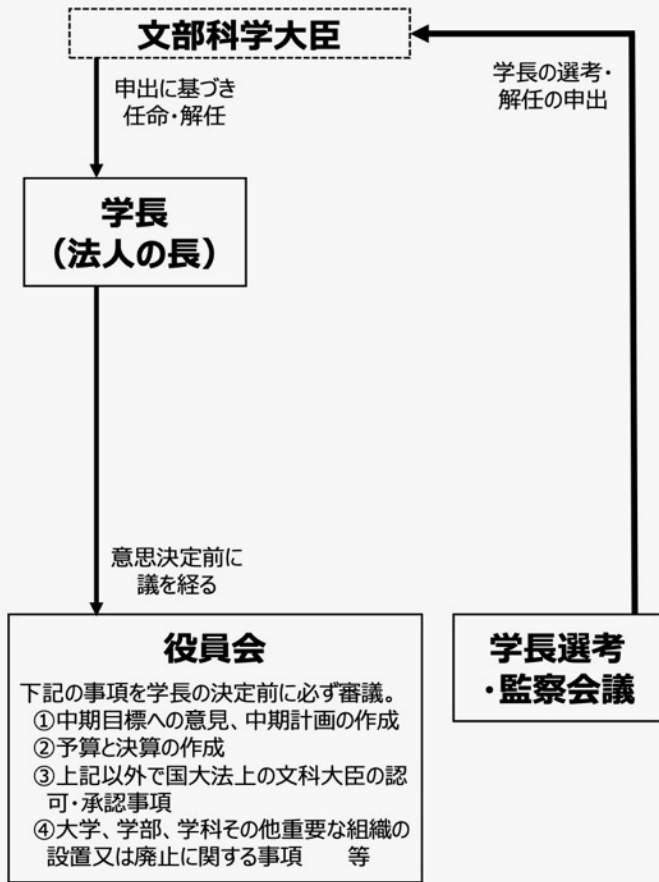 文部科学大臣
申出に基づき
任命・解任
学長の選考・
解任の申出
学長
（法人の長）
意思決定前に
議を経る
役員会
下記の事項を学長の決定前に必ず審議。
①中期目標への意見、中期計画の作成
②予算と決算の作成
③上記以外で国大法上の文科大臣の認
可・承認事項
④大学、学部、学科その他重要な組織の
設置又は廃止に関する事項　　等
学長選考
・監察会議